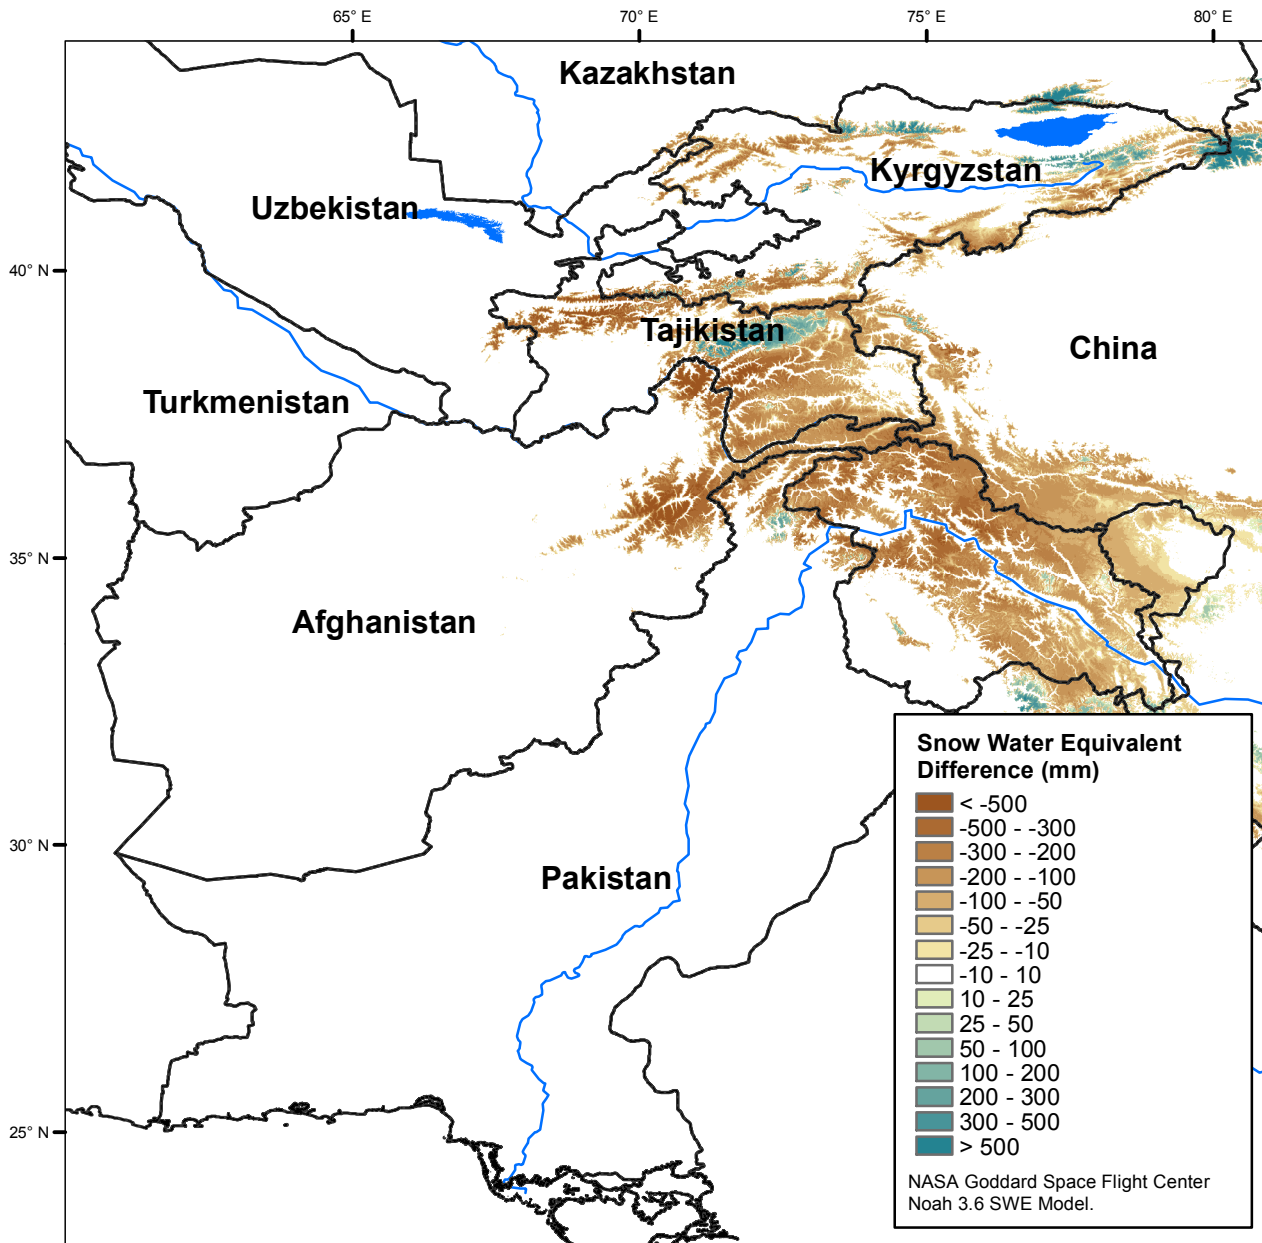 65° E
70° E
75° E
80° E
Kazakhstan
Kyrgyzstan
Uzbekistan
40° N
Tajikistan
China
Turkmenistan
35° N
Afghanistan
Snow Water Equivalent
Difference (mm)
< -500
-500 - -300
-300 - -200
-200 - -100
-100 - -50
-50 - -25
-25 - -10
-10 - 10
10 - 25
25 - 50
50 - 100
100 - 200
200 - 300
300 - 500
> 500
30° N
Pakistan
25° N
NASA Goddard Space Flight Center
Noah 3.6 SWE Model.